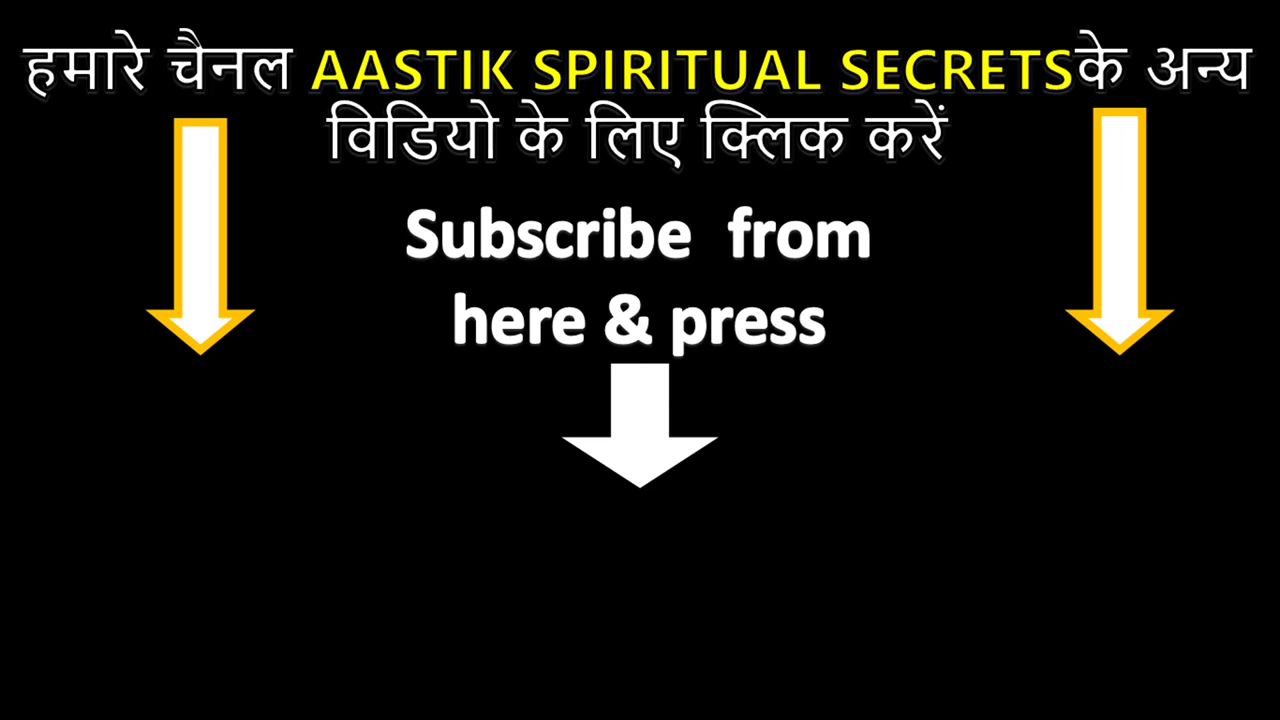 हमारे चैनल AASTIK SPIRITUAL SECRETSके अन्य
विडियो के लिए क्लिक करें
Subscribe from
here & press